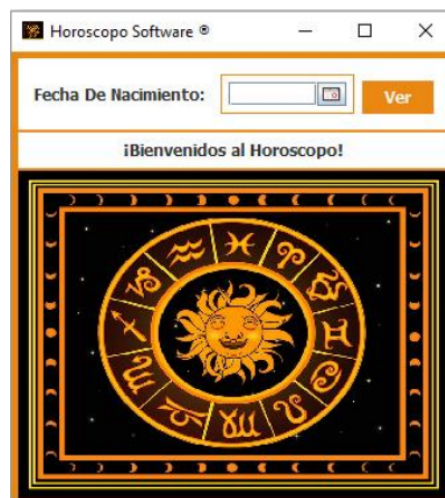 Horoscopo Software ®
Fecha De Nacimiento:
Ver
¡Bienvenidos al Horoscopo!